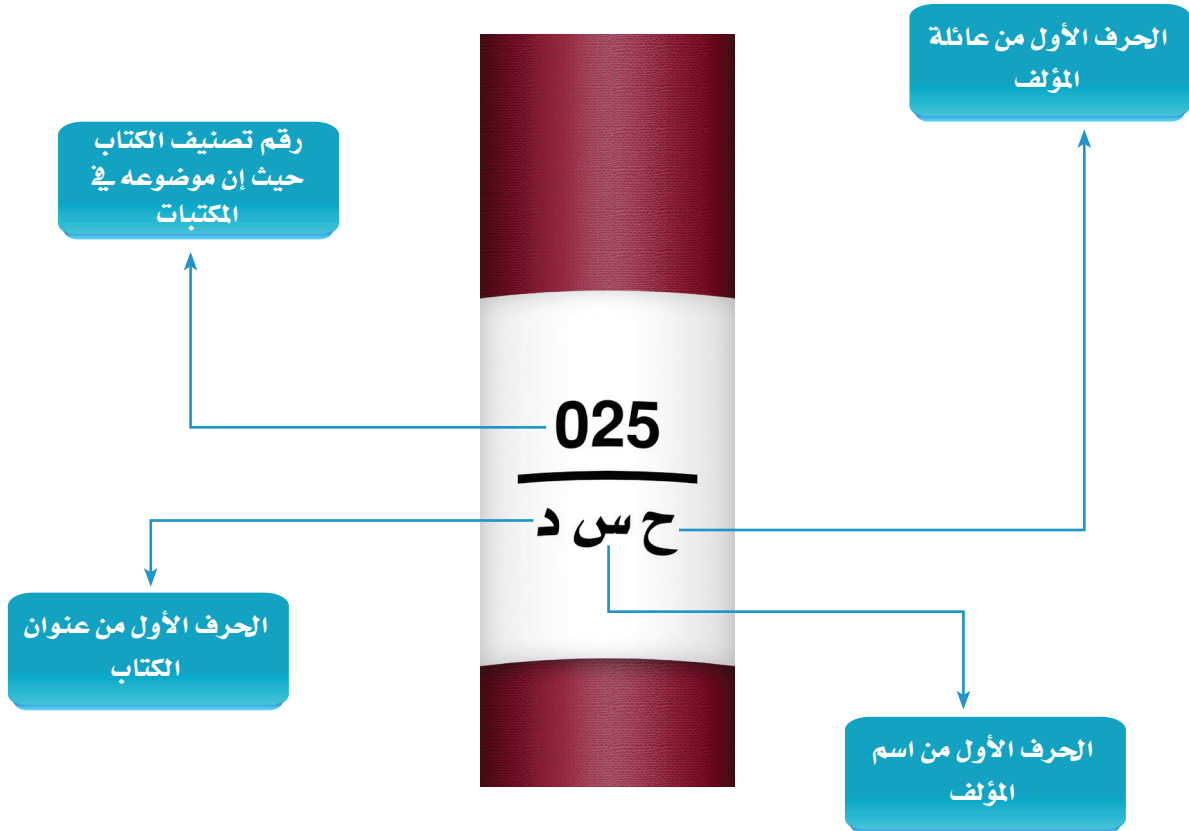 الحرف الأول من عائلة
المؤلف
رقم تصنيف الكتاب
حيث إن موضوعه في
المكتبات
025
ح س د
الحرف الأول من عنوان
الكتاب
الحرف الأول من اسم
المؤلف